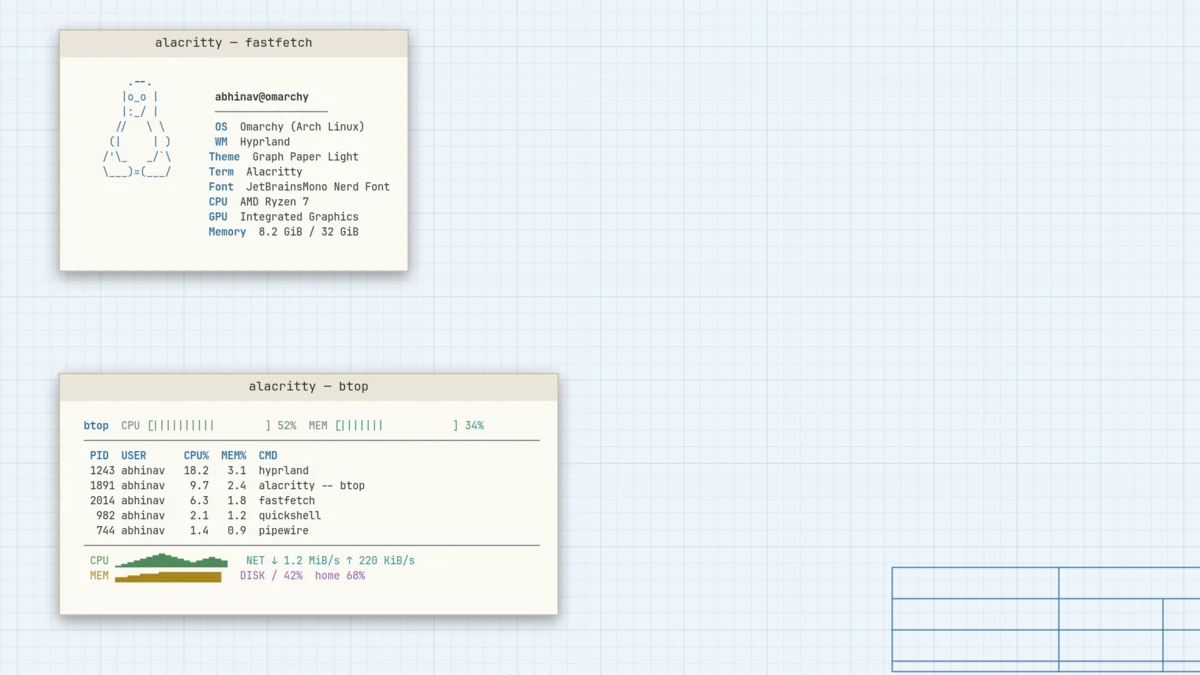 alacritty — fastfetch
.--.
|o_o |
|:_/ |
//   \ \
(|     | )
/'\_   _/`\
\___)=(___/
abhinav@omarchy
OS  Omarchy (Arch Linux)
WM  Hyprland
Theme  Graph Paper Light
Term  Alacritty
Font  JetBrainsMono Nerd Font
CPU  AMD Ryzen 7
GPU  Integrated Graphics
Memory  8.2 GiB / 32 GiB
alacritty — btop
btop  CPU [||||||||||        ] 52%  MEM [|||||||           ] 34%
PID  USER      CPU%  MEM%  CMD
1243 abhinav   18.2   3.1  hyprland
1891 abhinav    9.7   2.4  alacritty -- btop
2014 abhinav    6.3   1.8  fastfetch
982 abhinav    2.1   1.2  quickshell
744 abhinav    1.4   0.9  pipewire
CPU  NET ↓ 1.2 MiB/s ↑ 220 KiB/s
MEM  DISK / 42%  home 68%